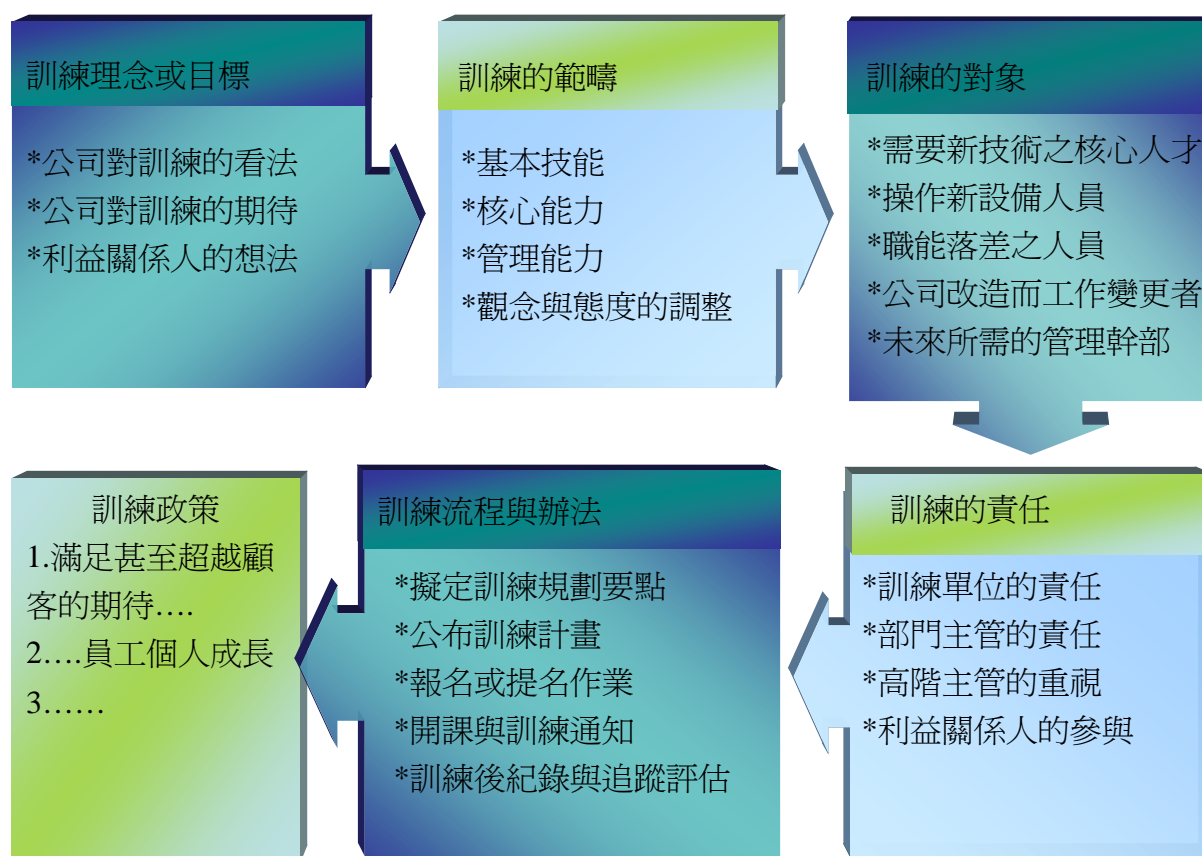 訓練理念或目標
*公司對訓練的看法
*公司對訓練的期待
*利益關係人的想法
訓練的範疇
*基本技能
*核心能力
*管理能力
*觀念與態度的調整
訓練的對象
*需要新技術之核心人才
*操作新設備人員
*職能落差之人員
*公司改造而工作變更者
*未來所需的管理幹部
訓練的責任
*訓練單位的責任
*部門主管的責任
*高階主管的重視
*利益關係人的參與
訓練流程與辦法
*擬定訓練規劃要點
*公布訓練計畫
*報名或提名作業
*開課與訓練通知
*訓練後紀錄與追蹤評估
訓練政策
1.滿足甚至超越顧
客的期待….
2….員工個人成長
3……